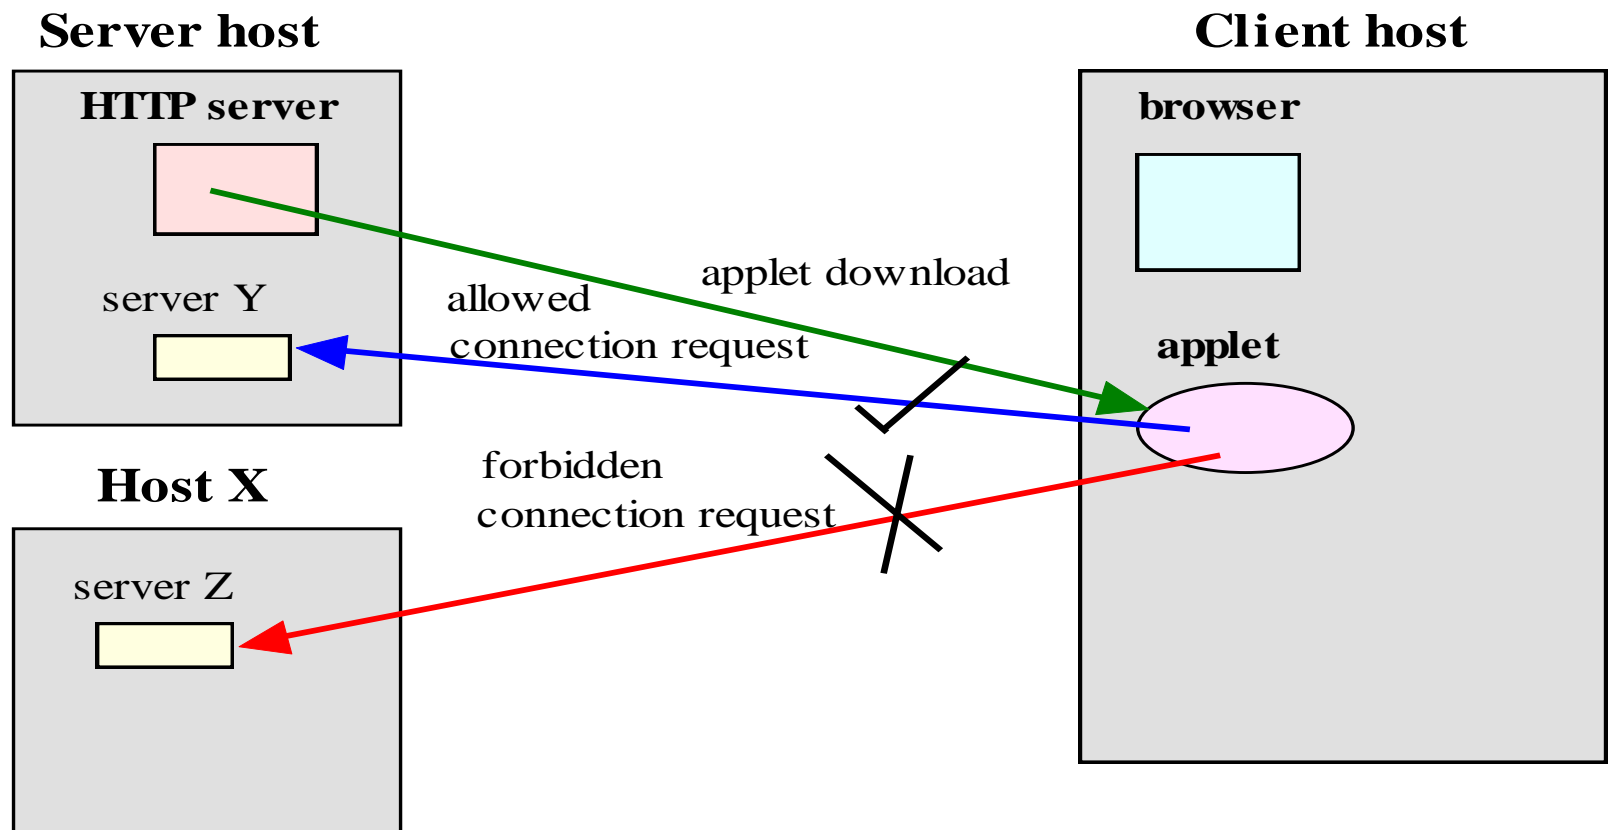 Server host
Client host
HTTP server
browser
applet download
server Y
allowed
connection request
applet
forbidden
connection request
Host X
server Z